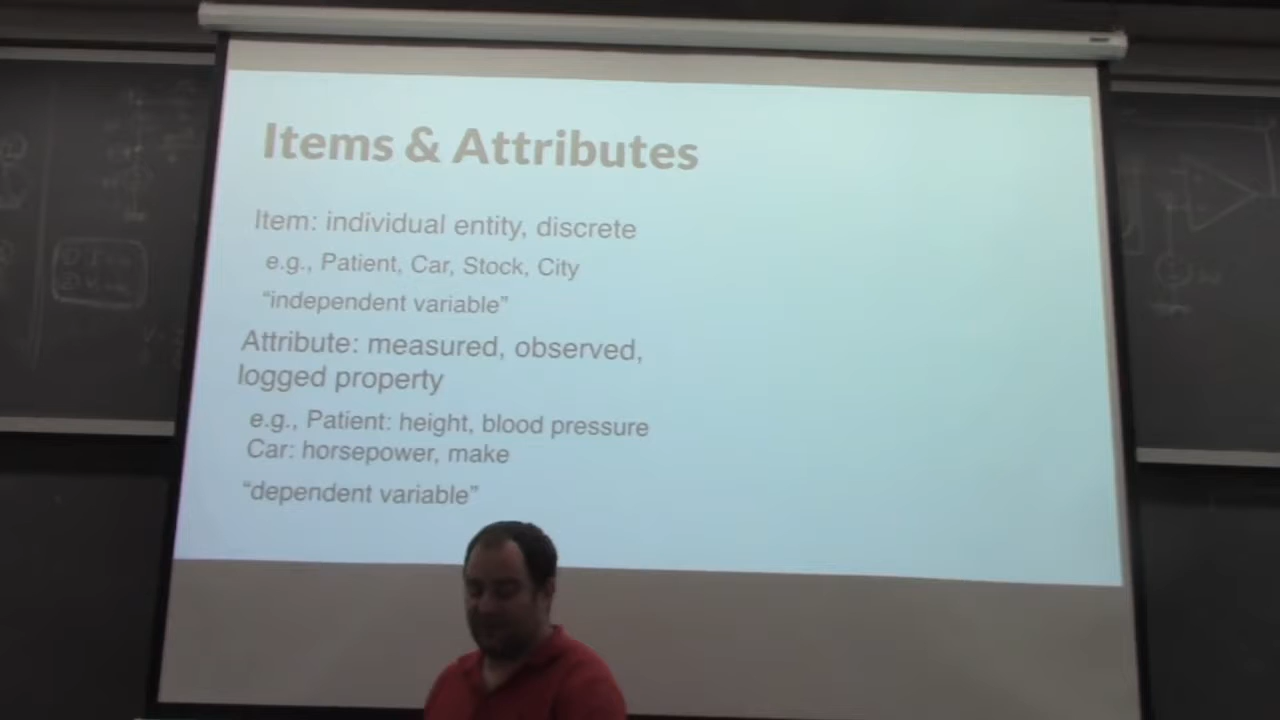 Items & Attributes
Item: individual entity, discrete
e.g., Patient, Car, Stock, City
“independent variable”
Attribute: measured, observed,
logged property
e.g., Patient: height, blood pressure
Car: horsepower, make
“dependent variable”